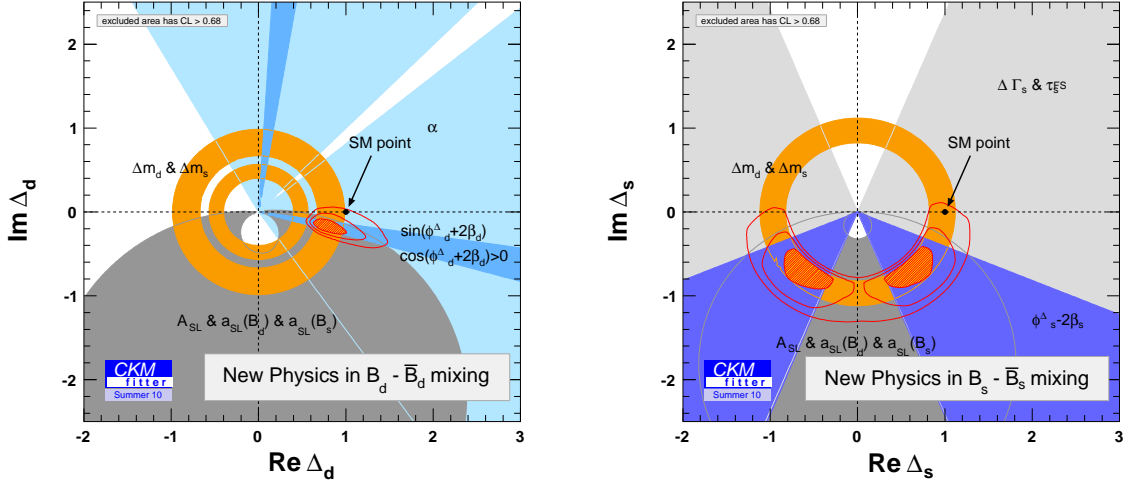 excluded area has CL > 0.68
2
1
0
-1
-2
-2
-1
0
1
2
3
Im Δd
Re Δd
α
SM point
Δmd & Δms
sin(φΔd+2βd)
cos(φΔd+2βd)>0
ASL & aSL(Bd) & aSL(Bs)
CKM
fitter
Summer 10
New Physics in Bd - B̅d mixing
excluded area has CL > 0.68
2
1
0
-1
-2
-2
-1
0
1
2
3
Im Δs
Re Δs
ΔΓs & τsFS
SM point
Δmd & Δms
φΔs-2βs
ASL & aSL(Bd) & aSL(Bs)
CKM
fitter
Summer 10
New Physics in Bs - B̅s mixing